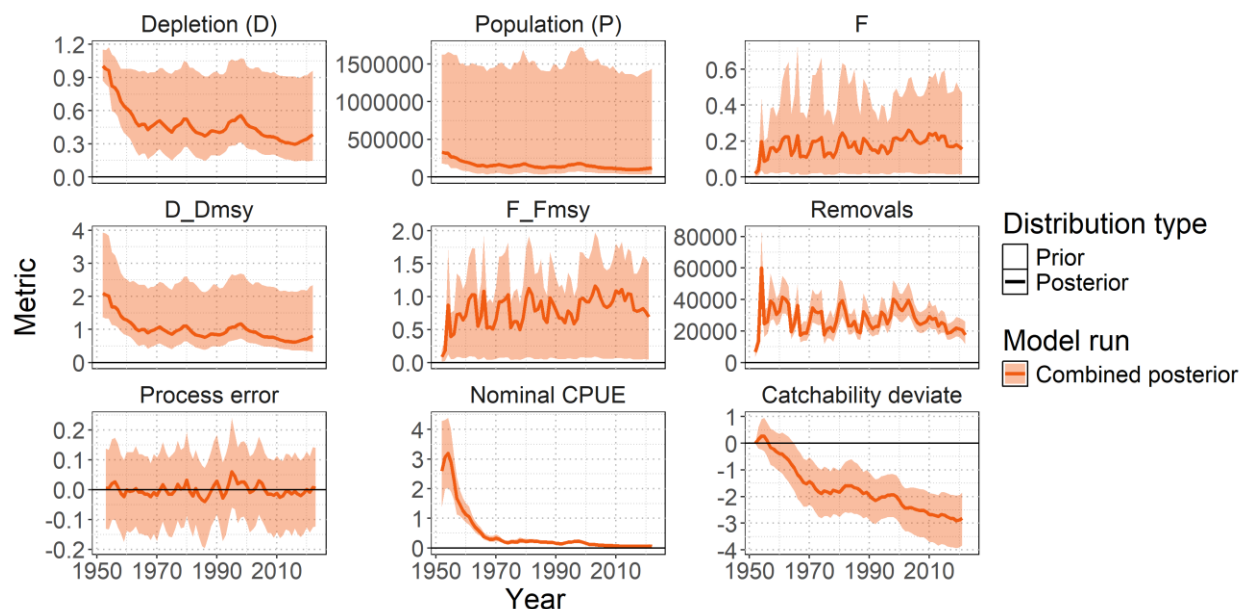 Depletion (D)
Population (P)
F
1.2
0.9
0.6
0.3
0.0
1500000
1000000
500000
0
0.6
0.4
0.2
0.0
D_Dmsy
F_Fmsy
Removals
4
3
2
1
0
2.0
1.5
1.0
0.5
0.0
80000
60000
40000
20000
0
Process error
Nominal CPUE
Catchability deviate
0.2
0.1
0.0
-0.1
-0.2
4
3
2
1
0
1
0
-1
-2
-3
-4
1950 1970 1990 2010
1950 1970 1990 2010
1950 1970 1990 2010
Year
Metric
Distribution type
Prior
Posterior
Model run
Combined posterior